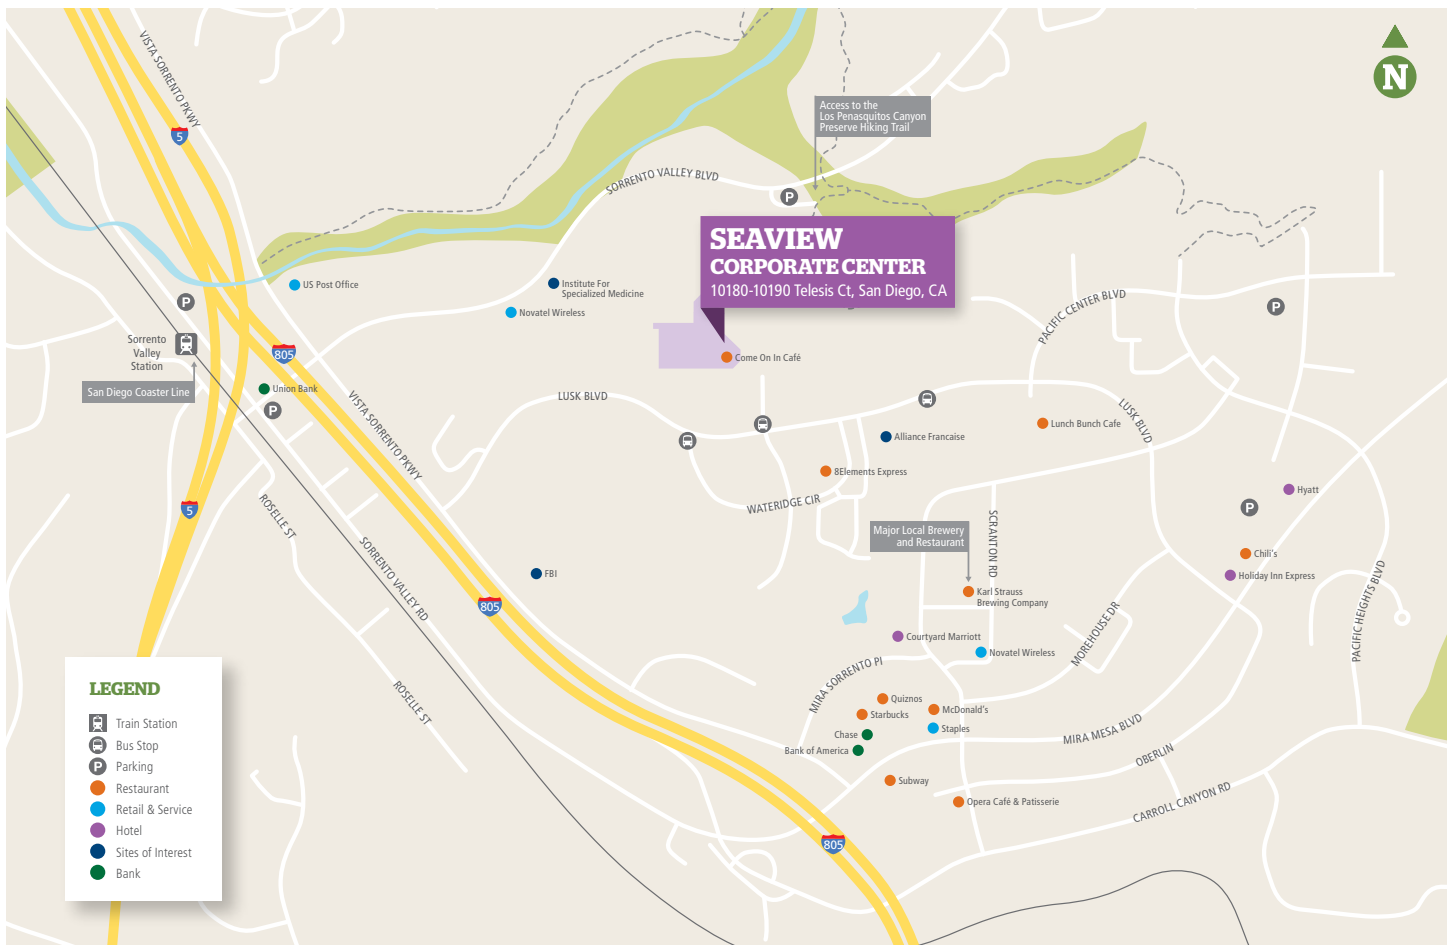 VISTA SORRENTO PKWY
5
N
Access to the
Los Penasquitos Canyon
Preserve Hiking Trail
SORRENTO VALLEY BLVD
P
SEAVIEW
CORPORATE CENTER
10180-10190 Telesis Ct, San Diego, CA
US Post Office
Institute For
Specialized Medicine
Novatel Wireless
P
PACIFIC CENTER BLVD
P
Sorrento
Valley
Station
805
Come On In Café
San Diego Coaster Line
Union Bank
P
VISTA SORRENTO PKWY
LUSK BLVD
LUSK BLVD
Lunch Bunch Cafe
Alliance Francaise
8Elements Express
WATERIDGE CIR
Hyatt
P
5
ROSELLE ST
SORRENTO VALLEY RD
Major Local Brewery
and Restaurant
SCRANTON RD
Chili's
Holiday Inn Express
FBI
805
Karl Strauss
Brewing Company
MOREHOUSE DR
PACIFIC HEIGHTS BLVD
Courtyard Marriott
Novatel Wireless
MIRA SORRENTO Pl
ROSELLE ST
Quiznos
McDonald's
Starbucks
Staples
Chase
Bank of America
MIRA MESA BLVD
OBERLIN
Subway
Opera Café & Patisserie
CARROLL CANYON RD
805
LEGEND
Train Station
Bus Stop
P Parking
Restaurant
Retail & Service
Hotel
Sites of Interest
Bank